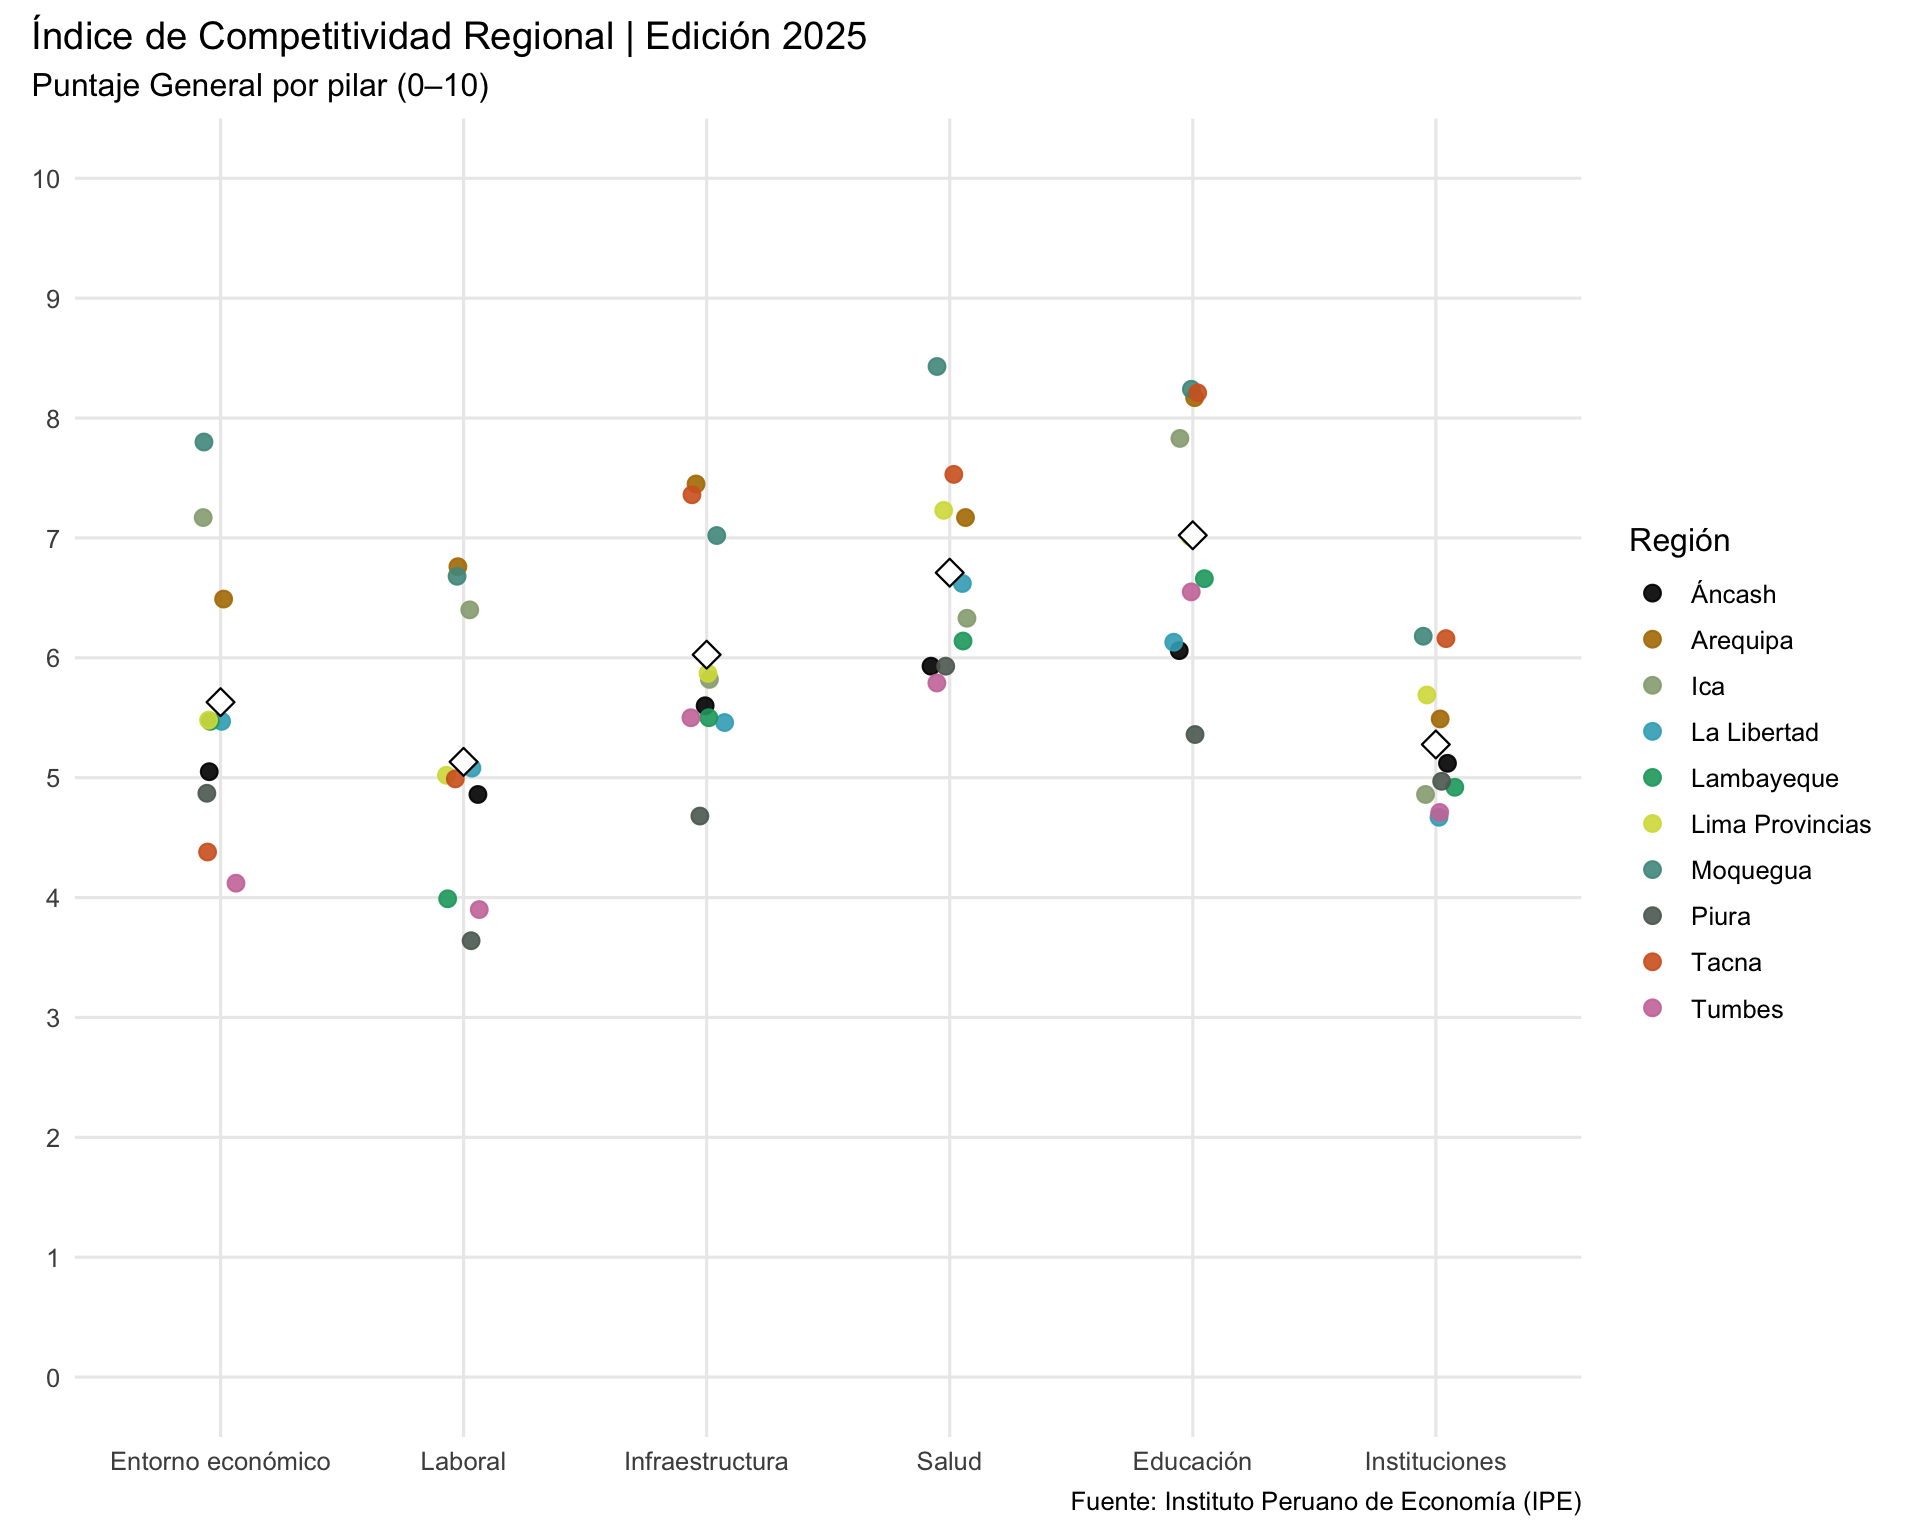 Índice de Competitividad Regional | Edición 2025
Puntaje General por pilar (0–10)
10
9
8
7
6
5
4
3
2
1
0
Entorno económico
Laboral
Infraestructura
Salud
Educación
Instituciones
Fuente: Instituto Peruano de Economía (IPE)
Región
Áncash
Arequipa
Ica
La Libertad
Lambayeque
Lima Provincias
Moquegua
Piura
Tacna
Tumbes